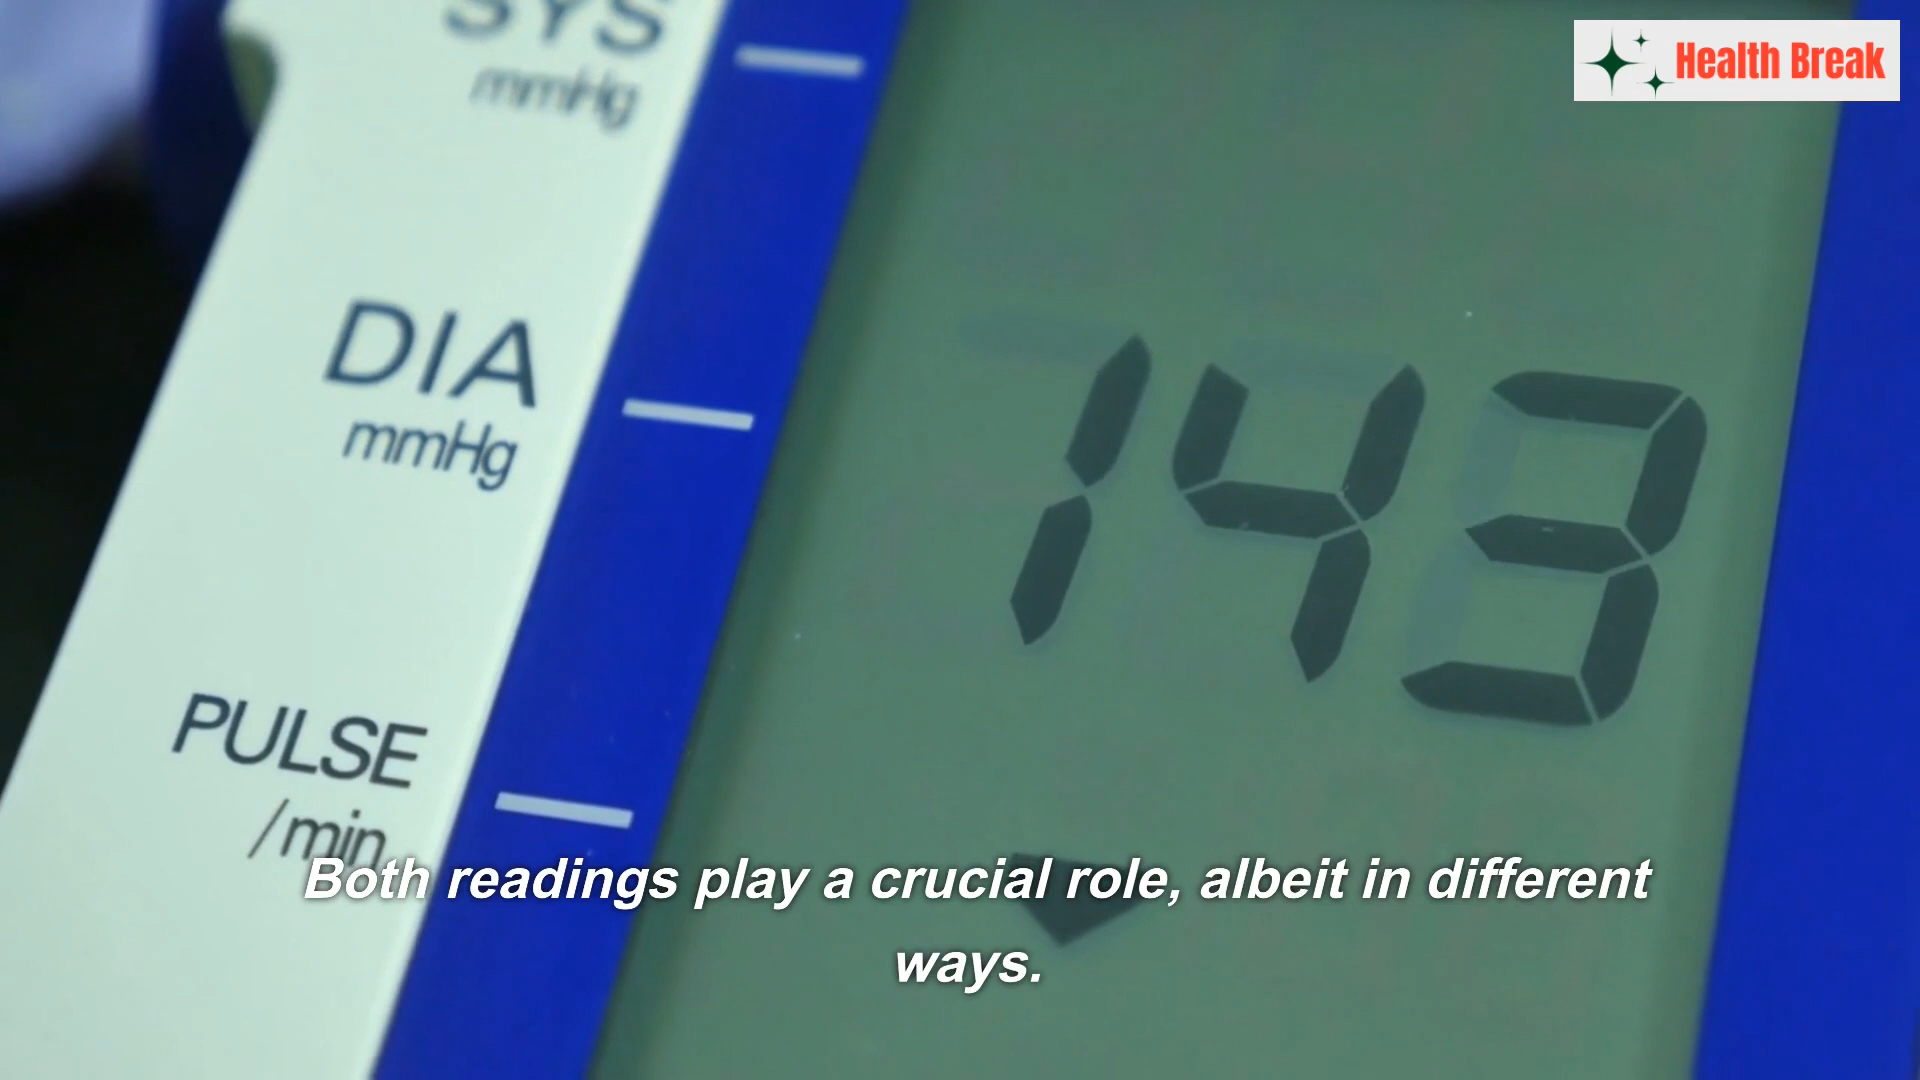 SYS
mmHg
Health Break
DIA
mmHg
143
PULSE
/min
Both readings play a crucial role, albeit in different
ways.